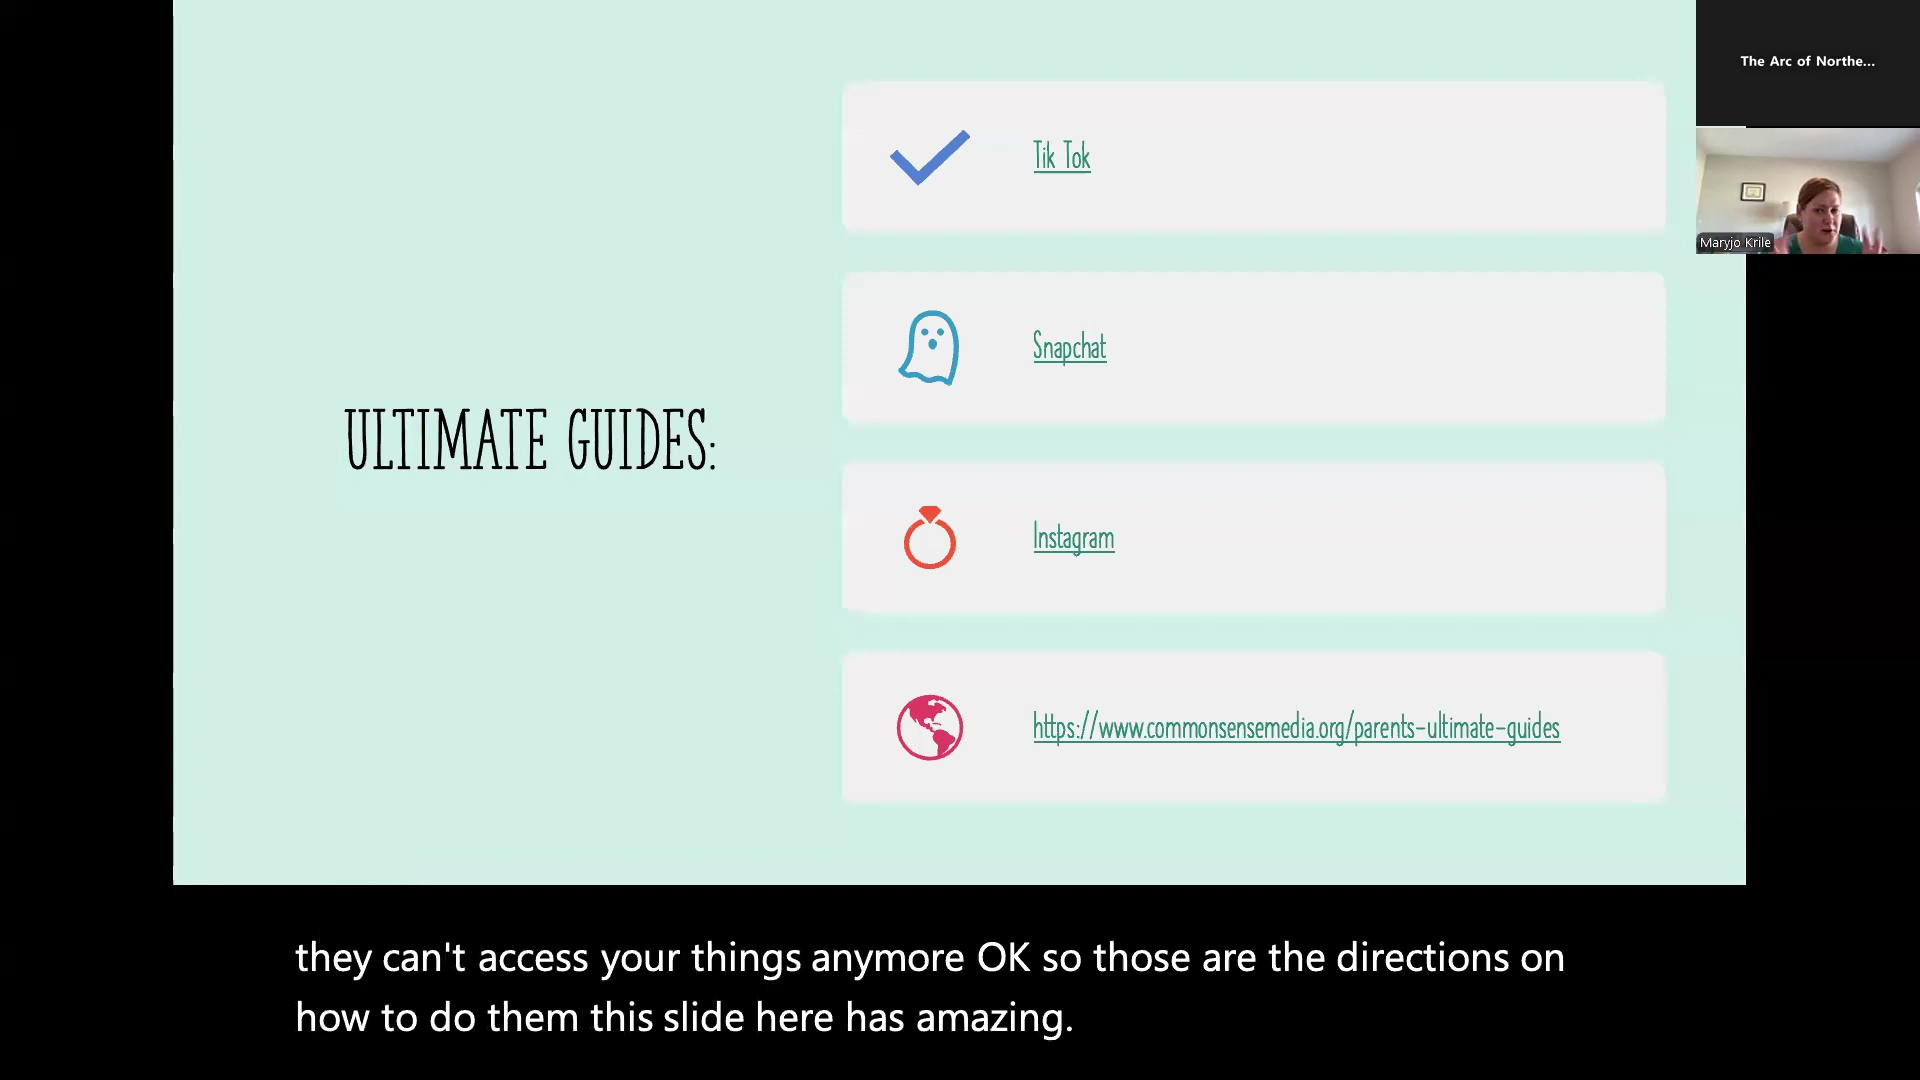 ULTIMATE GUIDES:
Tik Tok
Snapchat
Instagram
https://www.commonsensemedia.org/parents-ultimate-guides
The Arc of Northe...
Maryjo Krile
they can't access your things anymore OK so those are the directions on
how to do them this slide here has amazing.